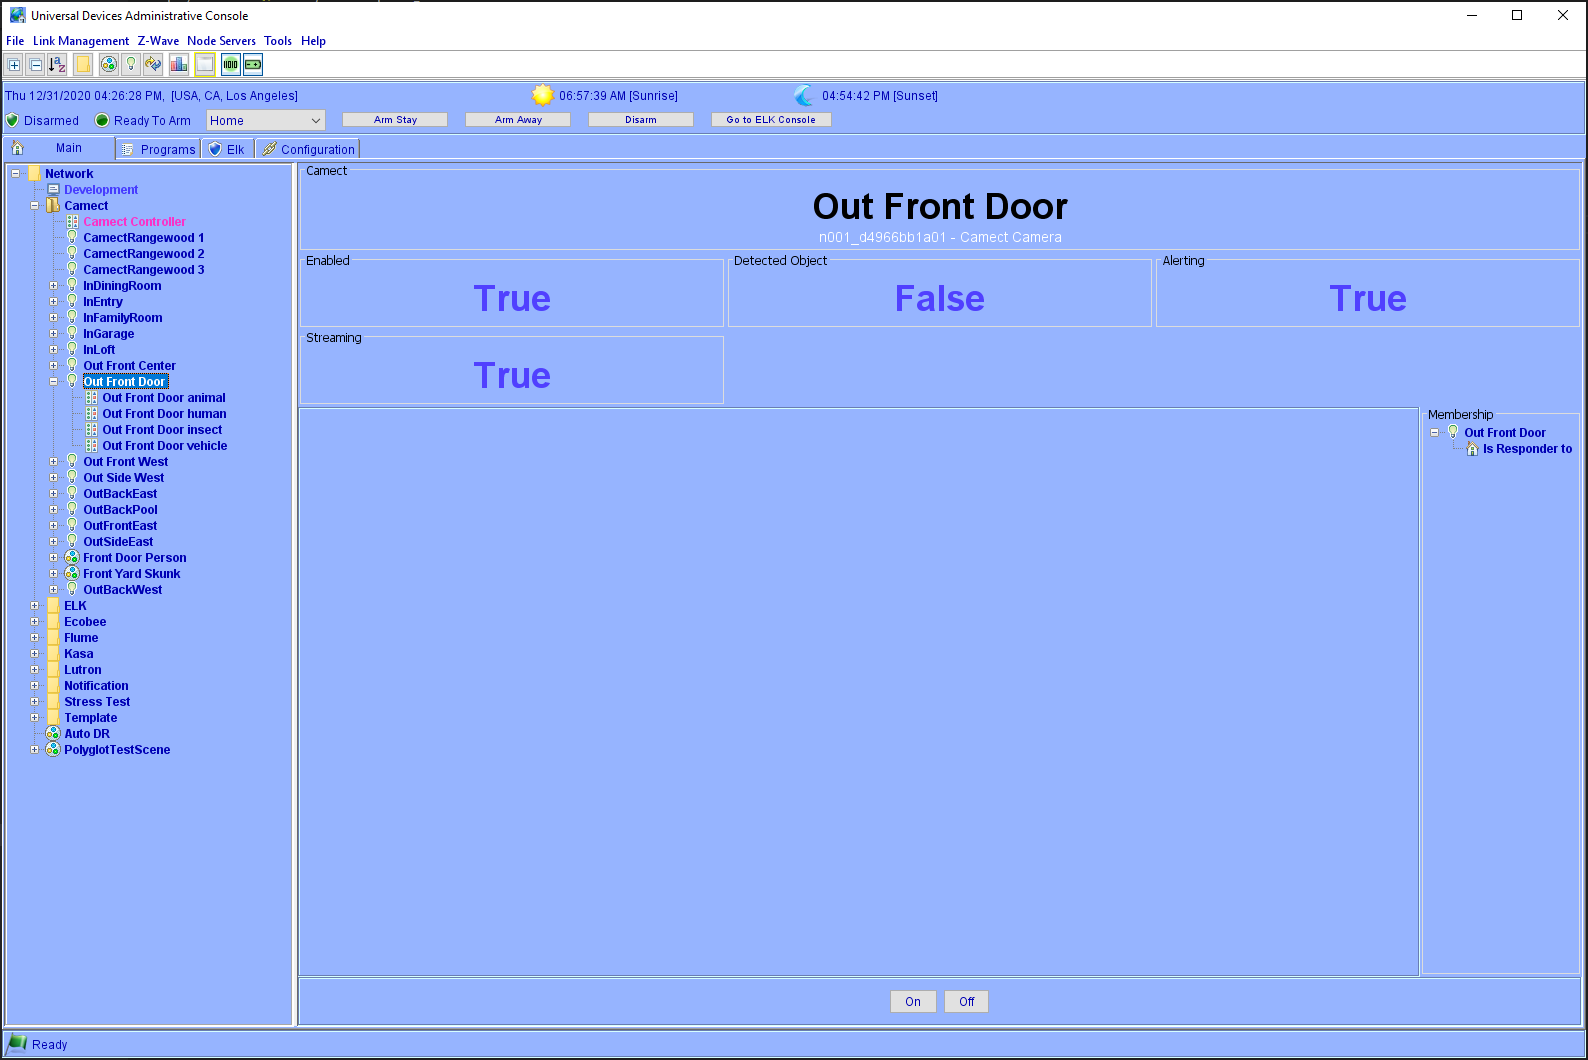 Universal Devices Administrative Console
File Link Management Z-Wave Node Servers Tools Help
Thu 12/31/2020 04:26:28 PM, [USA, CA, Los Angeles] 06:57:39 AM [Sunrise] 04:54:42 PM [Sunset]
Disarmed Ready To Arm Home Arm Stay Arm Away Disarm Go to ELK Console
Main Programs Elk Configuration
Network
Development
Camect
Camect Controller
CamectRangewood 1
CamectRangewood 2
CamectRangewood 3
InDiningRoom
InEntry
InFamilyRoom
InGarage
InLoft
Out Front Center
Out Front Door
Out Front Door animal
Out Front Door human
Out Front Door insect
Out Front Door vehicle
Out Front West
Out Side West
OutBackEast
OutBackPool
OutFrontEast
OutSideEast
Front Door Person
Front Yard Skunk
OutBackWest
ELK
Ecobee
Flume
Kasa
Lutron
Notification
Stress Test
Template
Auto DR
PolyglotTestScene
Camect
Out Front Door
n001_d4966bb1a01 - Camect Camera
Enabled
True
Detected Object
False
Alerting
True
Streaming
True
Membership
Out Front Door
Is Responder to
On Off
Ready